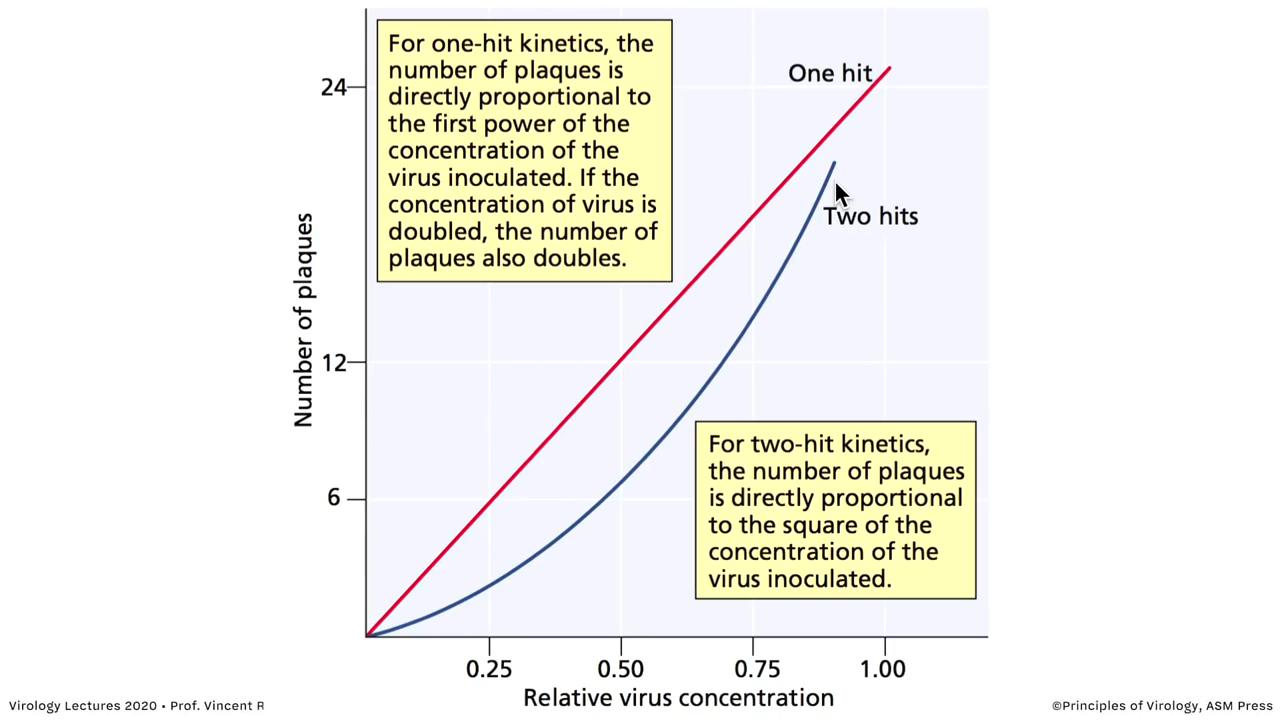 For one-hit kinetics, the
number of plaques is
directly proportional to
the first power of the
concentration of the
virus inoculated. If the
concentration of virus is
doubled, the number of
plaques also doubles.
One hit
Two hits
24
12
6
Number of plaques
For two-hit kinetics,
the number of plaques
is directly proportional
to the square of the
concentration of the
virus inoculated.
0.25 0.50 0.75 1.00
Relative virus concentration
Virology Lectures 2020 • Prof. Vincent R
©Principles of Virology, ASM Press